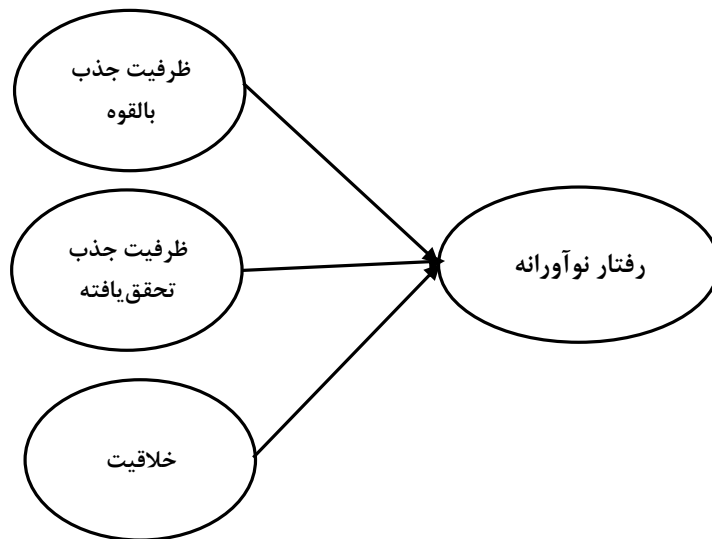 ظرفیت جذب
بالقوه
ظرفیت جذب
تحقق‌یافته
رفتار نوآورانه
خلاقیت